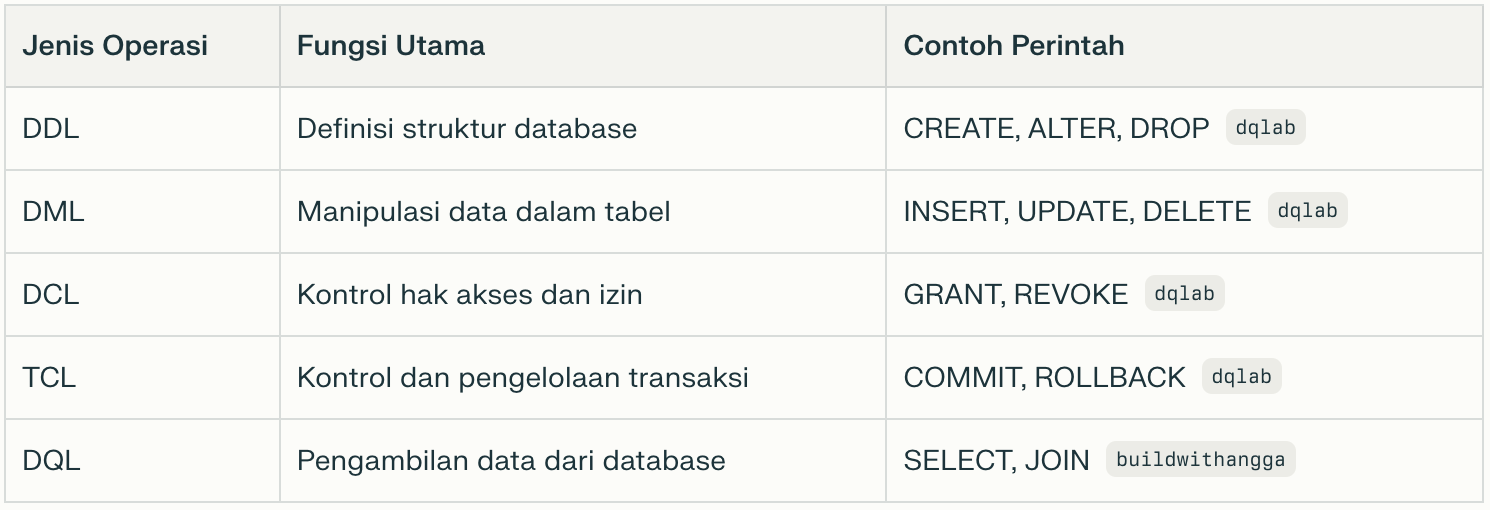 Jenis Operasi Fungsi Utama Contoh Perintah
DDL Definisi struktur database CREATE, ALTER, DROP dqlab
DML Manipulasi data dalam tabel INSERT, UPDATE, DELETE dqlab
DCL Kontrol hak akses dan izin GRANT, REVOKE dqlab
TCL Kontrol dan pengelolaan transaksi COMMIT, ROLLBACK dqlab
DQL Pengambilan data dari database SELECT, JOIN buildwithangga